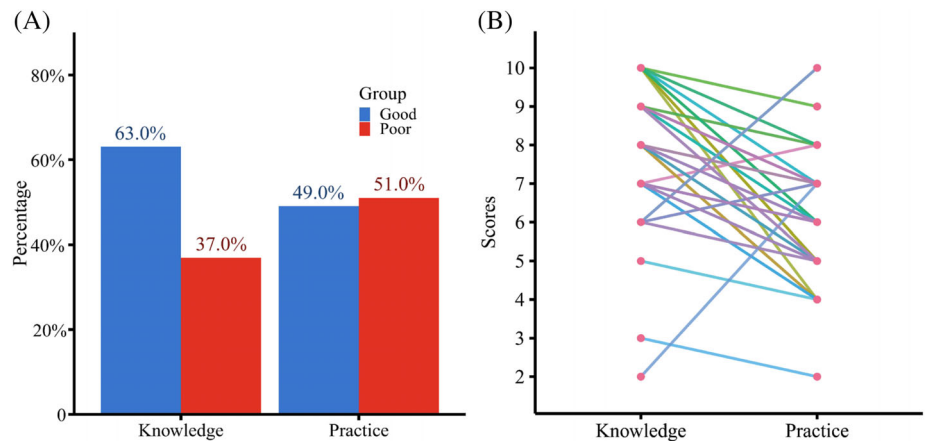 (A)
80%
60%
40%
20%
0
Percentage
Group
Good
Poor
63.0%
37.0%
49.0%
51.0%
Knowledge
Practice
(B)
10
9
8
7
6
5
4
3
2
Scores
Knowledge
Practice